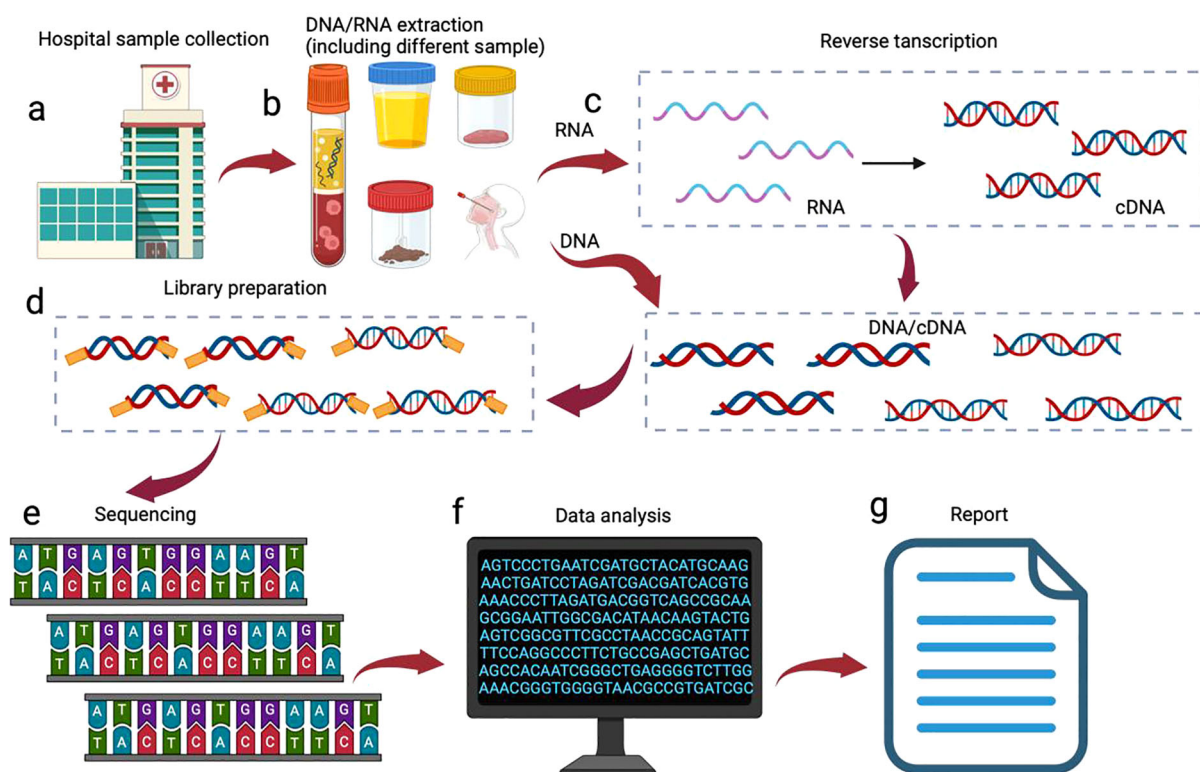 Hospital sample collection
a
DNA/RNA extraction
(including different sample)
b
Reverse tanscription
c
RNA
RNA
cDNA
DNA
DNA/cDNA
d
Library preparation
e
Sequencing
A T G A G T G G A A G T
T A C T C A C C T T C A
A T G A G T G G A A G T
T A C T C A C C T T C A
A T G A G T G G A A G T
T A C T C A C C T T C A
f
Data analysis
AGTCCCTGAATCGATGCTACATGCAAG
AACTGATCCTAGATCGACGATCACGTG
AAACCCTTAGATGACGGTCAGCCGCAA
GCGGAATTGGCGACATAACAAGTACTG
AGTCGGCGTTCGCCTAACCGCAGTATT
TTCCAGGCCCTTCTGCCGAGCTGATGC
AGCCACAATCGGGCTGAGGGGTCTTGG
AAACGGGTGGGGTAACGCCGTGATCGC
g
Report